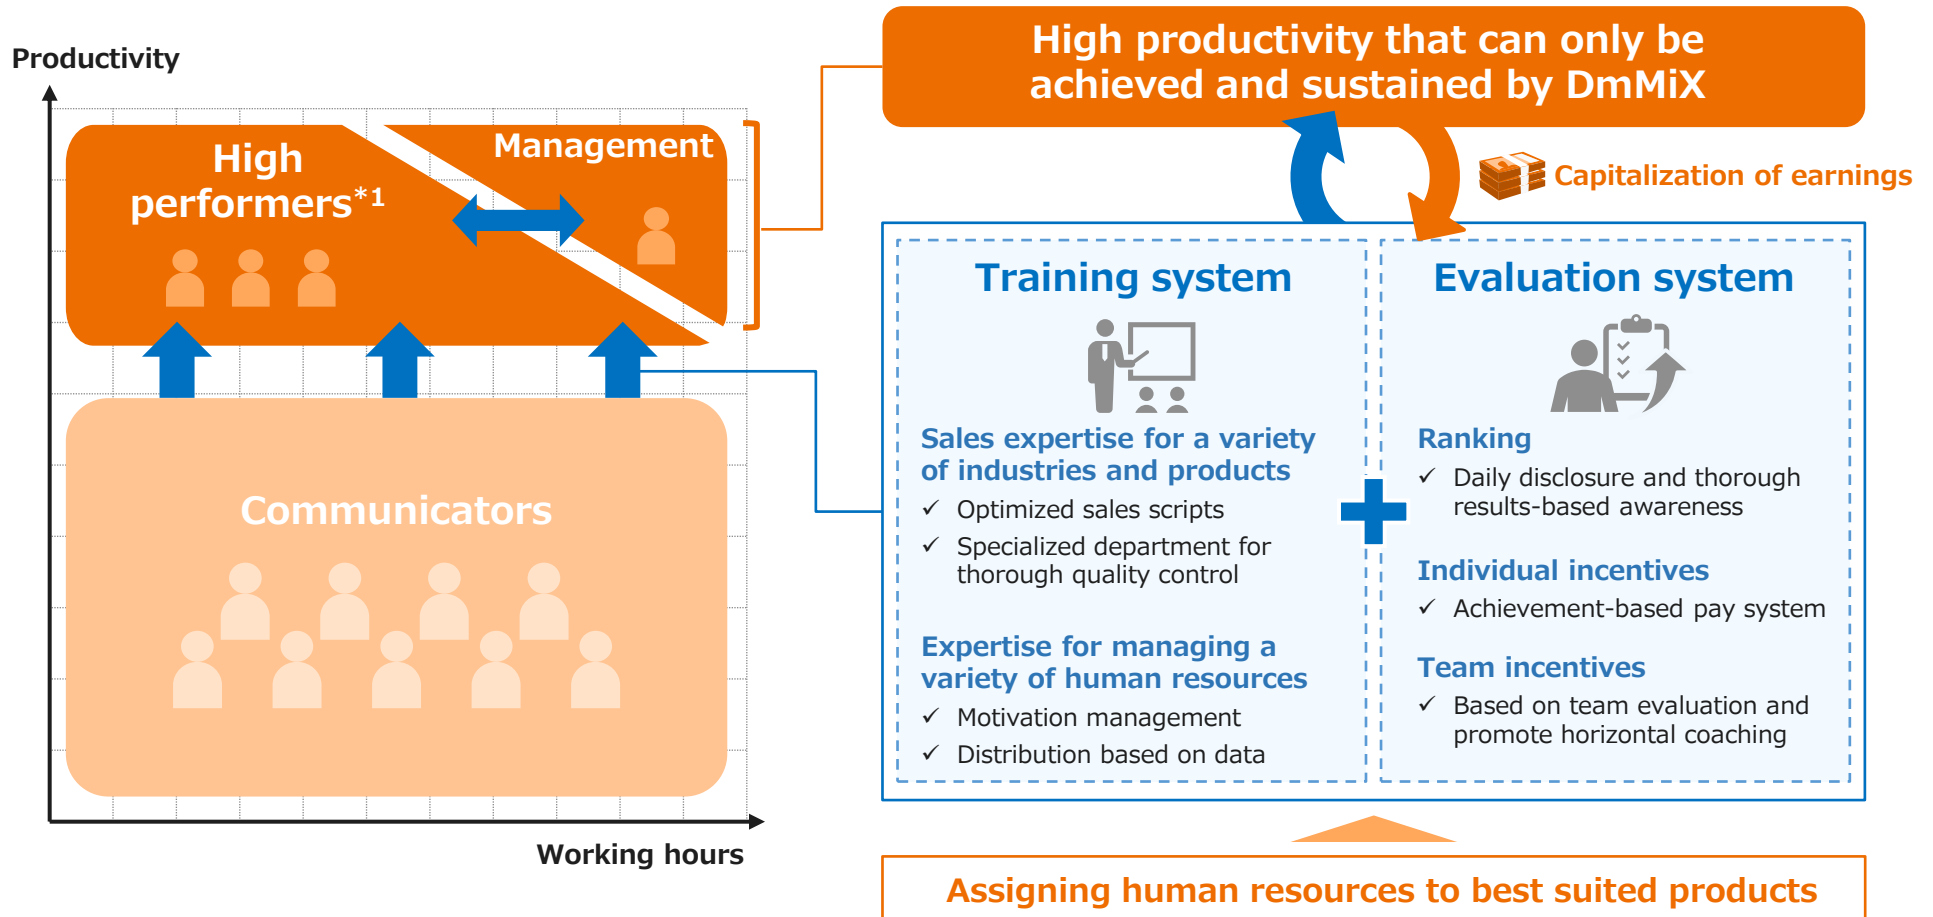 Productivity
High
performers*1
Management
Communicators
Working hours
High productivity that can only be
achieved and sustained by DmMiX
Capitalization of earnings
Training system
Sales expertise for a variety
of industries and products
✓ Optimized sales scripts
✓ Specialized department for
thorough quality control
Expertise for managing a
variety of human resources
✓ Motivation management
✓ Distribution based on data
Evaluation system
Ranking
✓ Daily disclosure and thorough
results-based awareness
Individual incentives
✓ Achievement-based pay system
Team incentives
✓ Based on team evaluation and
promote horizontal coaching
Assigning human resources to best suited products